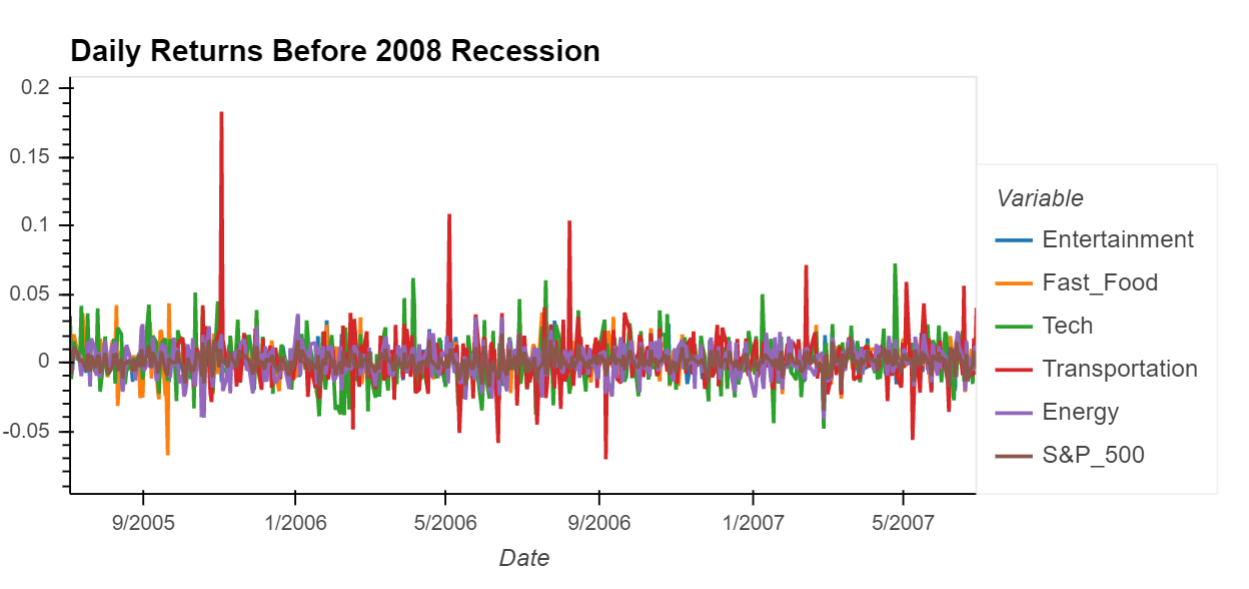 Daily Returns Before 2008 Recession
0.2
0.15
0.1
0.05
0
-0.05
9/2005 1/2006 5/2006 9/2006 1/2007 5/2007
Date
Variable
Entertainment
Fast_Food
Tech
Transportation
Energy
S&P_500